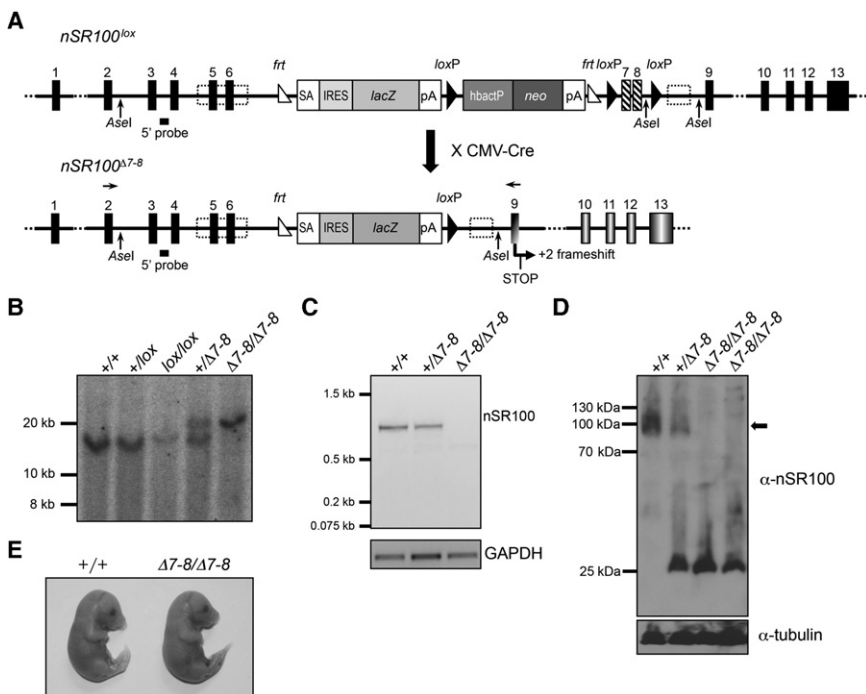 A
nSR100lox
frt loxP frt loxP loxP
1 2 3 4 5 6 7 8 9 10 11 12 13
SA IRES lacZ pA hbactP neo pA
AseI AseI AseI
5' probe
X CMV-Cre
nSR100Δ7-8
frt loxP
1 2 3 4 5 6 9 10 11 12 13
SA IRES lacZ pA
AseI AseI +2 frameshift
5' probe STOP
B
+/+ +/lox lox/lox +/Δ7-8 Δ7-8/Δ7-8
20 kb
10 kb
8 kb
C
+/+ +/Δ7-8 Δ7-8/Δ7-8
1.5 kb
nSR100
0.5 kb
0.2 kb
0.075 kb
GAPDH
D
+/+ +/Δ7-8 Δ7-8/Δ7-8 Δ7-8/Δ7-8
130 kDa
100 kDa
70 kDa
α-nSR100
25 kDa
α-tubulin
E
+/+ Δ7-8/Δ7-8